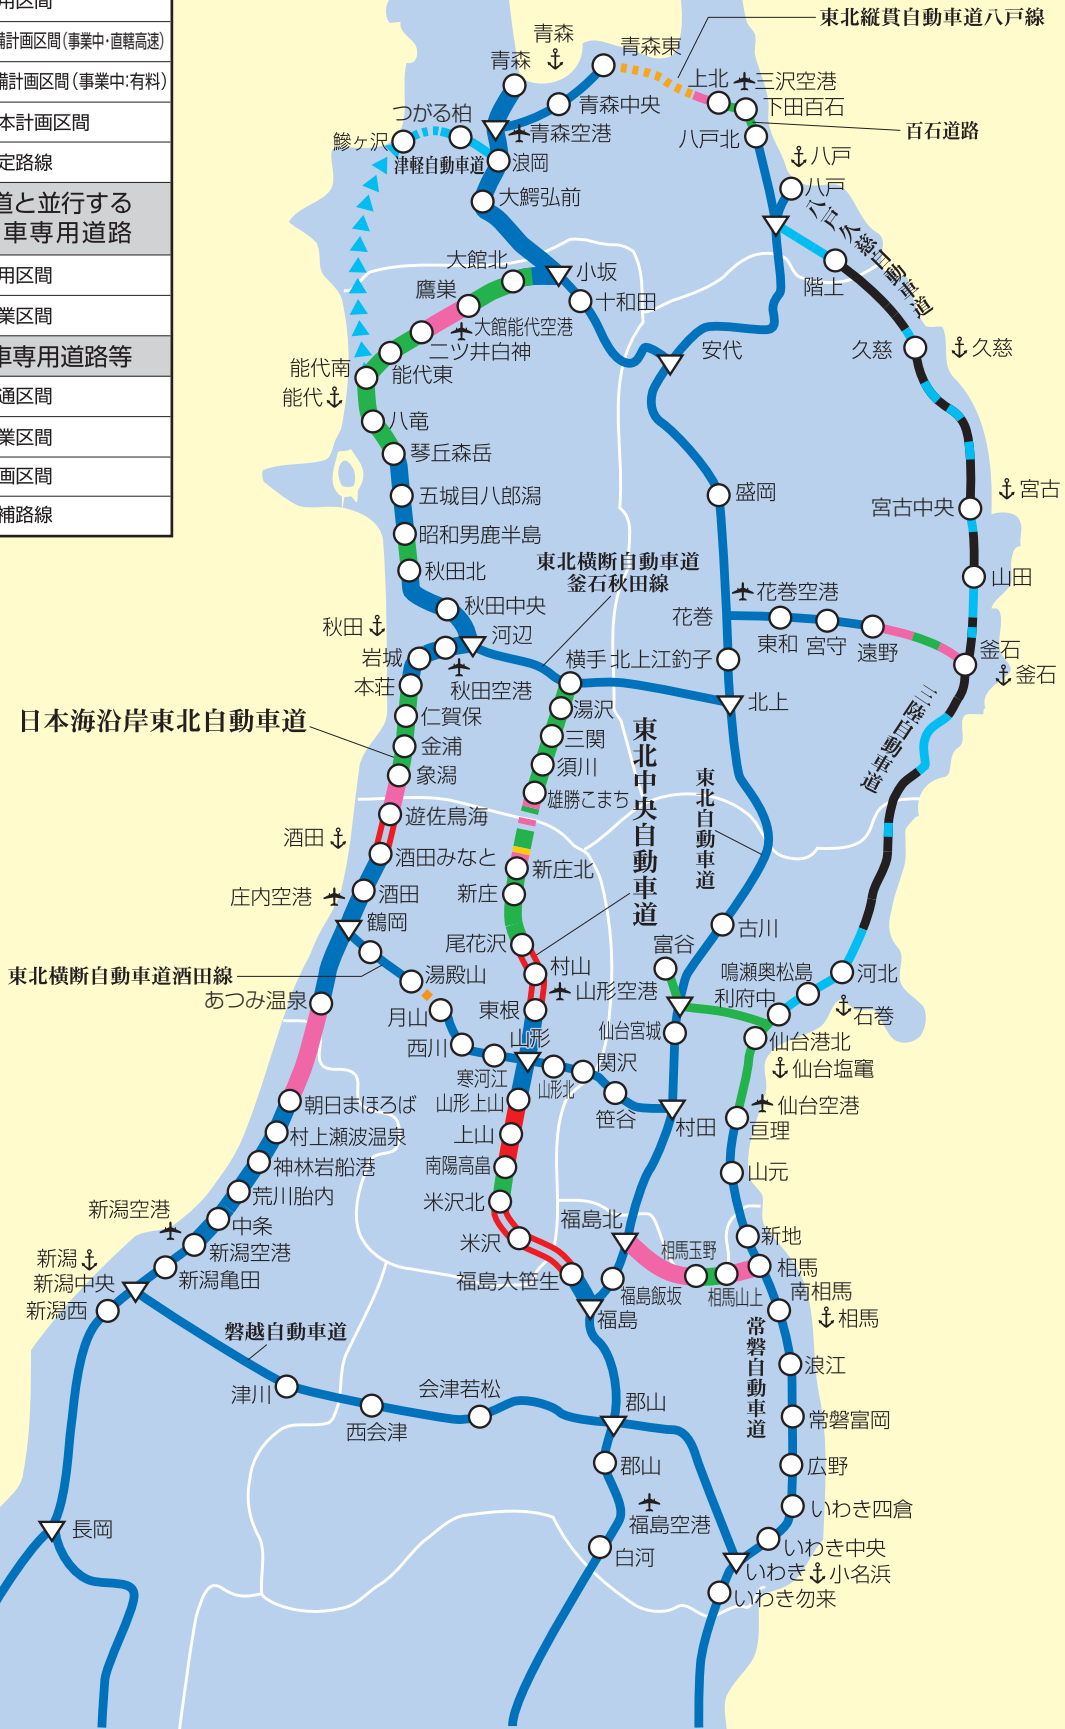 用区間
備計画区間(事業中・直轄高速)
備計画区間(事業中:有料)
本計画区間
定路線
道と並行する
車専用道路
用区間
業区間
車専用道路等
通区間
業区間
画区間
補路線
東北縦貫自動車道八戸線
青森
青森
青森東
上北
三沢空港
下田百石
青森中央
つがる柏
青森空港
百石道路
八戸北
鰺ヶ沢
津軽自動車道
浪岡
八戸
八戸
大鰐弘前
八戸久慈自動車道
大館北
小坂
階上
鷹巣
十和田
大館能代空港
二ツ井白神
安代
久慈
久慈
能代南
能代東
能代
八竜
琴丘森岳
五城目八郎潟
盛岡
宮古
宮古中央
昭和男鹿半島
東北横断自動車道
釜石秋田線
秋田北
山田
花巻空港
秋田中央
花巻
秋田
河辺
東和
宮守
遠野
釜石
釜石
岩城
横手
北上江釣子
本荘
秋田空港
北上
仁賀保
湯沢
三陸自動車道
日本海沿岸東北自動車道
金浦
三関
東北中央自動車道
象潟
須川
東北自動車道
雄勝こまち
遊佐鳥海
酒田
酒田みなと
新庄北
庄内空港
酒田
新庄
鶴岡
古川
尾花沢
富谷
東北横断自動車道酒田線
湯殿山
村山
鳴瀬奥松島
河北
あつみ温泉
山形空港
利府中
石巻
月山
東根
仙台宮城
仙台港北
西川
山形
関沢
仙台塩竈
寒河江
山形北
朝日まほろば
山形上山
笹谷
仙台空港
村上瀬波温泉
上山
村田
亘理
神林岩船港
南陽高畠
荒川胎内
米沢北
山元
新潟空港
中条
福島北
新地
新潟
新潟空港
米沢
相馬玉野
相馬
新潟中央
新潟亀田
福島大笹生
福島飯坂
相馬山上
南相馬
新潟西
福島
相馬
磐越自動車道
常磐自動車道
浪江
津川
会津若松
郡山
西会津
常磐富岡
郡山
広野
長岡
福島空港
いわき四倉
白河
いわき中央
いわき
小名浜
いわき勿来